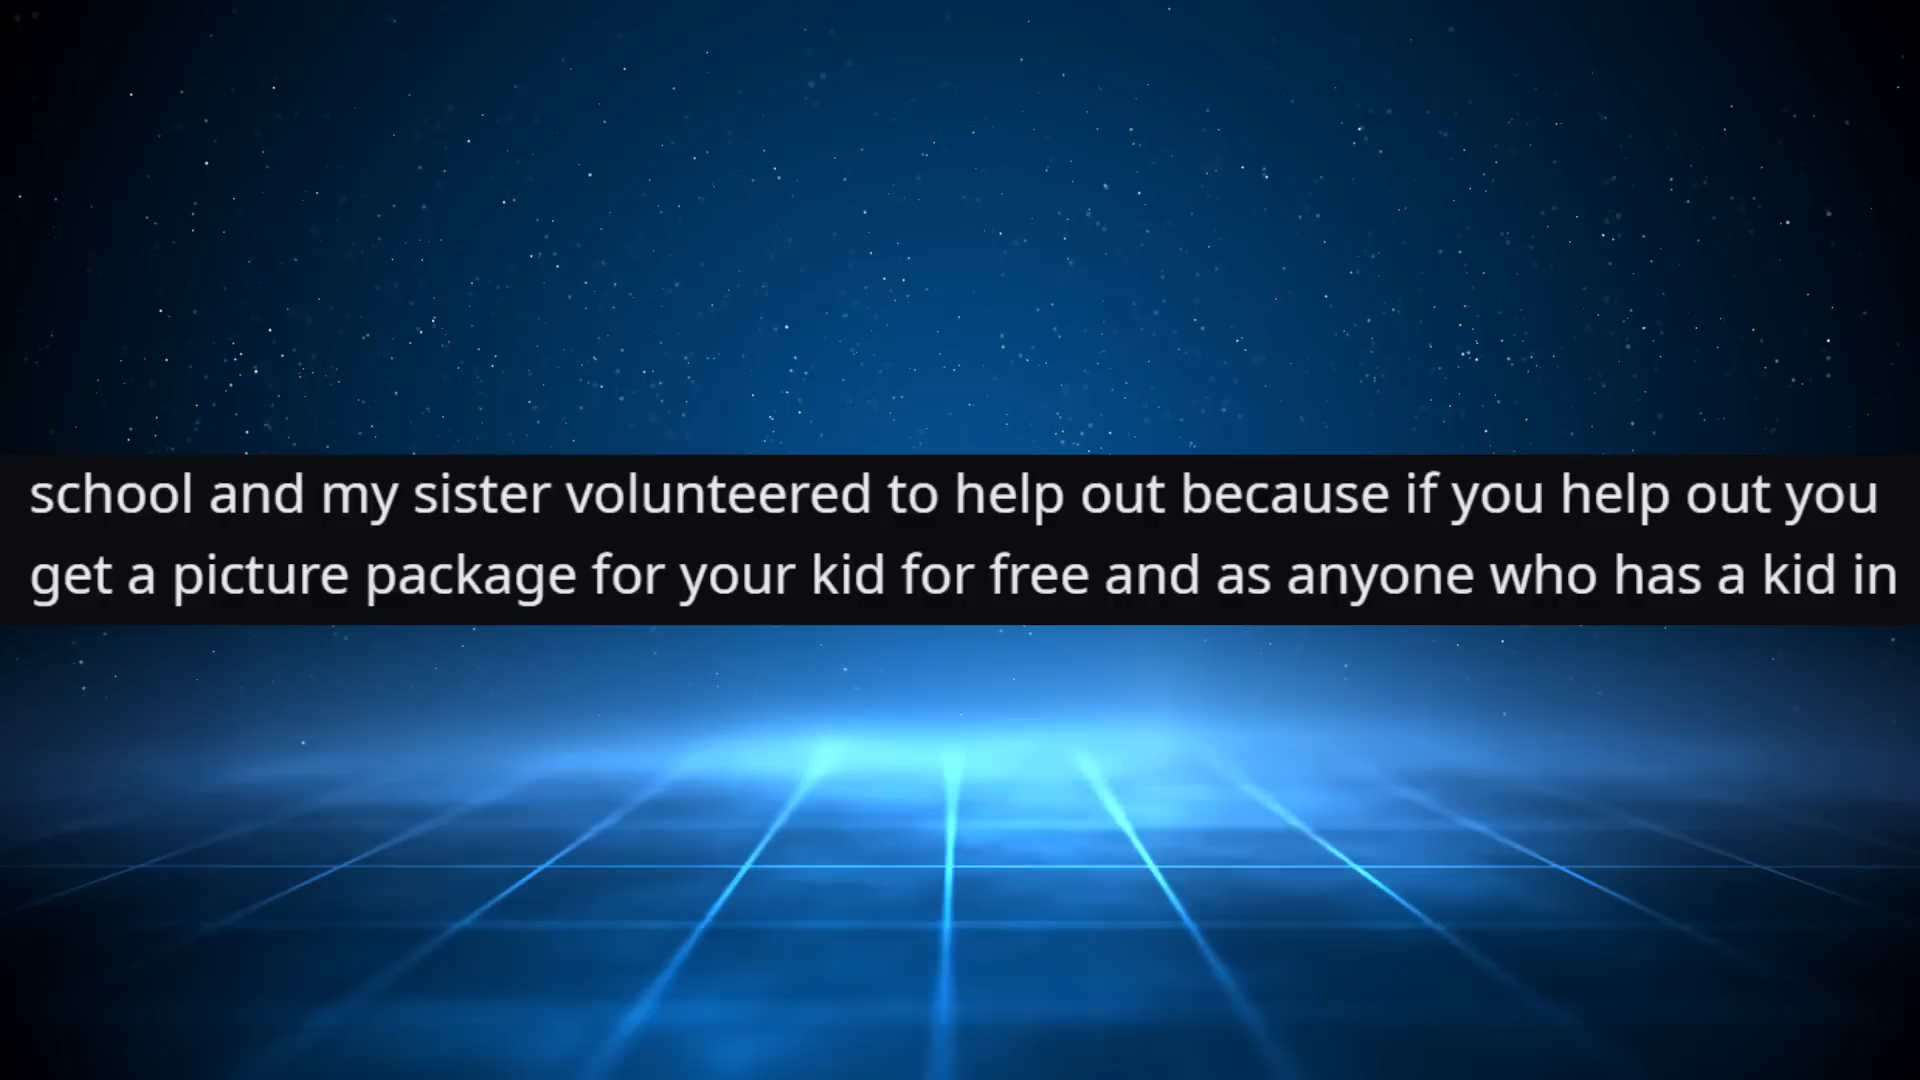 school and my sister volunteered to help out because if you help out you
get a picture package for your kid for free and as anyone who has a kid in